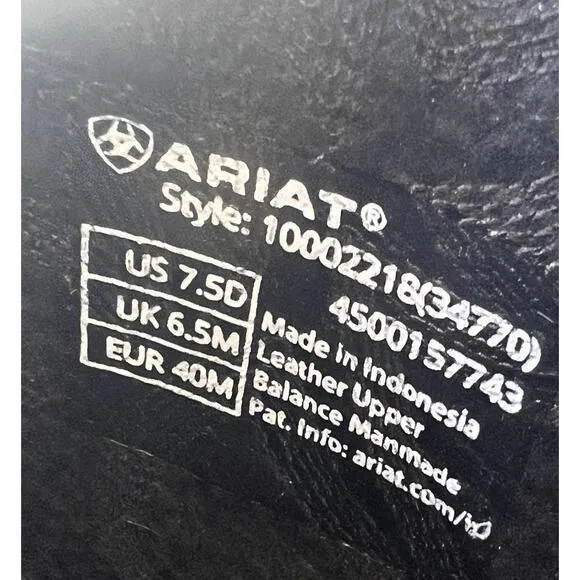 ARIAT®
Style: 10002218(34770)
4500157743
US 7.5D
UK 6.5M
EUR 40M
Made in Indonesia
Leather Upper
Balance Manmade
Pat. Info: ariat.com/ip